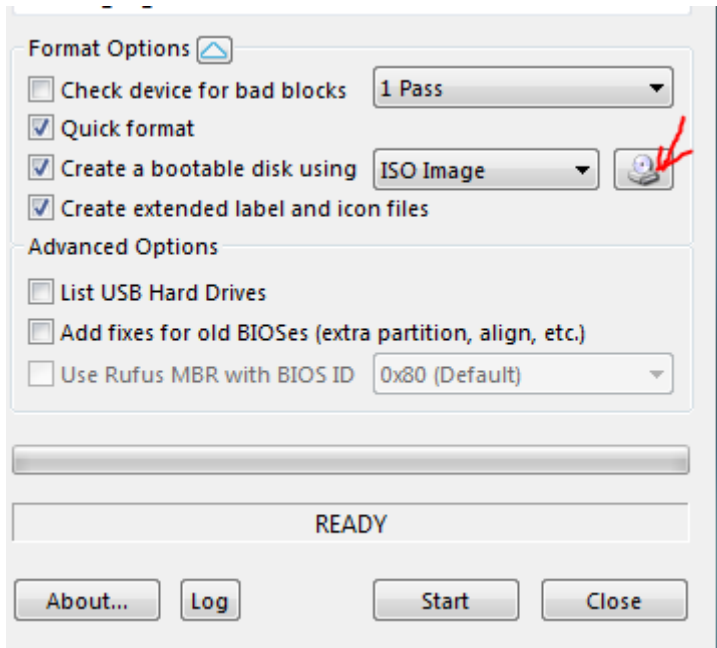 Format Options
Check device for bad blocks 1 Pass
Quick format
Create a bootable disk using ISO Image
Create extended label and icon files
Advanced Options
List USB Hard Drives
Add fixes for old BIOSes (extra partition, align, etc.)
Use Rufus MBR with BIOS ID 0x80 (Default)
READY
About... Log Start Close